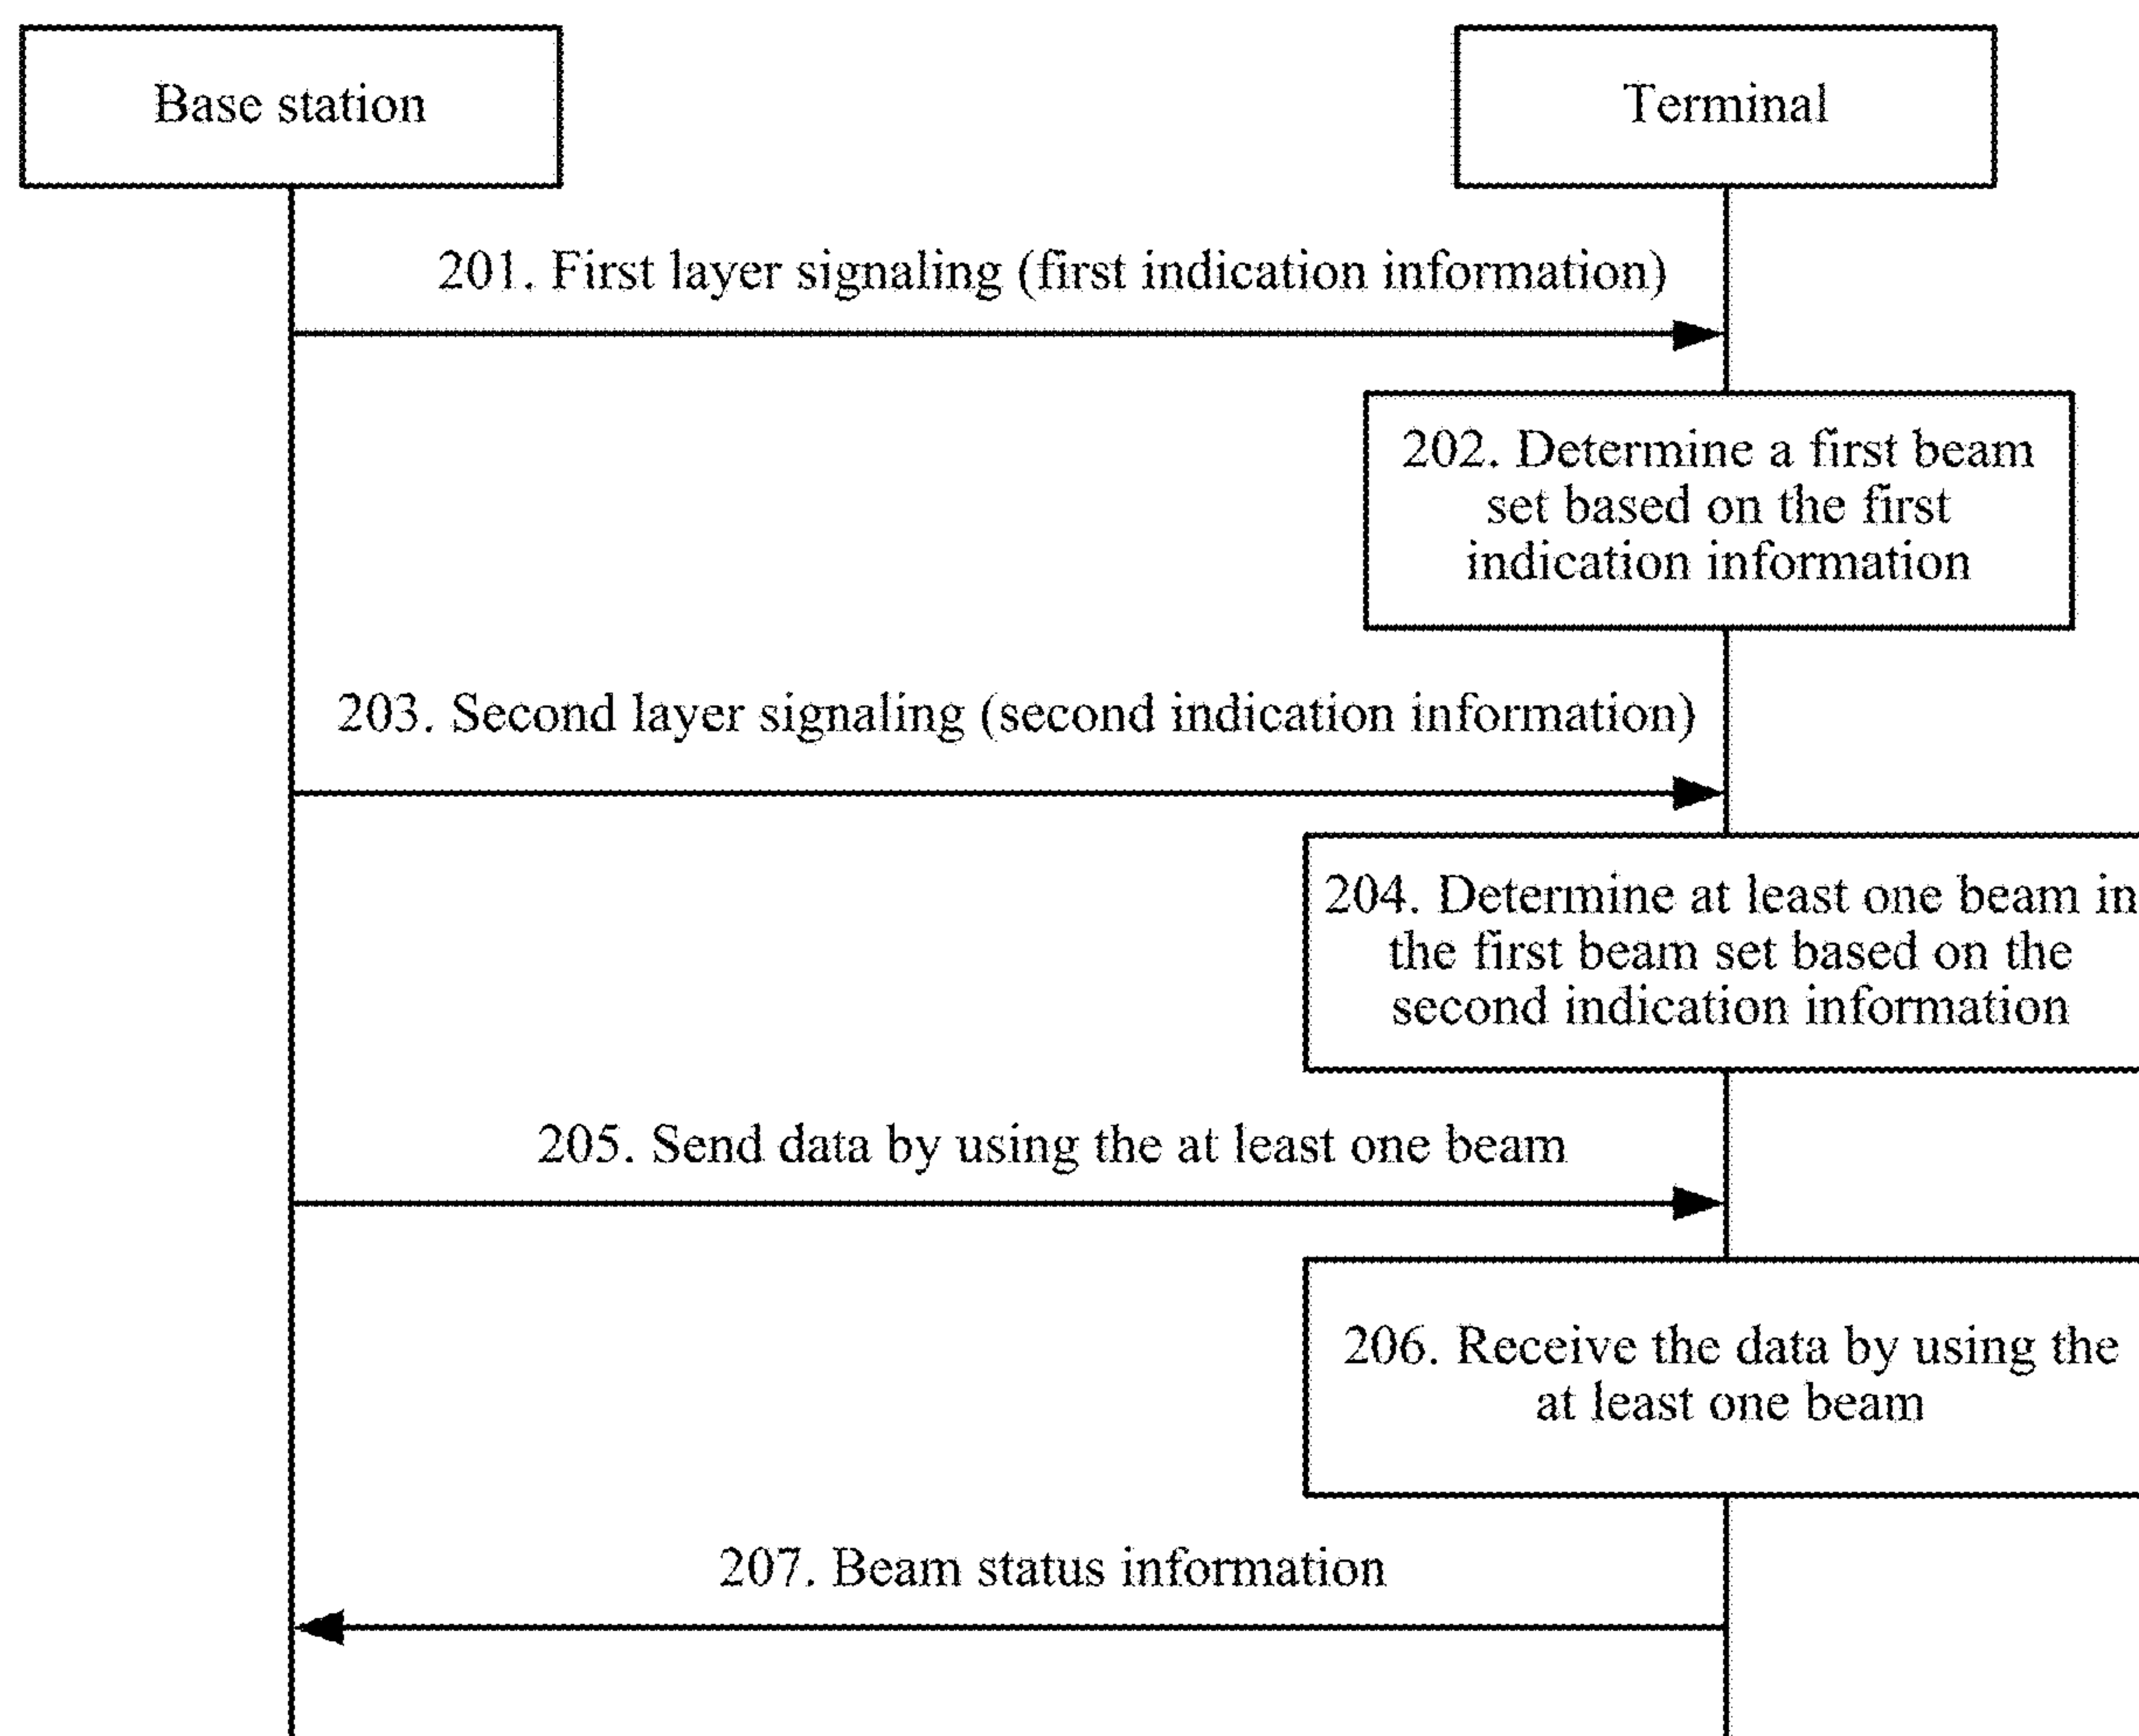 Base station
Terminal
201. First layer signaling (first indication information)
202. Determine a first beam
set based on the first
indication information
203. Second layer signaling (second indication information)
204. Determine at least one beam in
the first beam set based on the
second indication information
205. Send data by using the at least one beam
206. Receive the data by using the
at least one beam
207. Beam status information